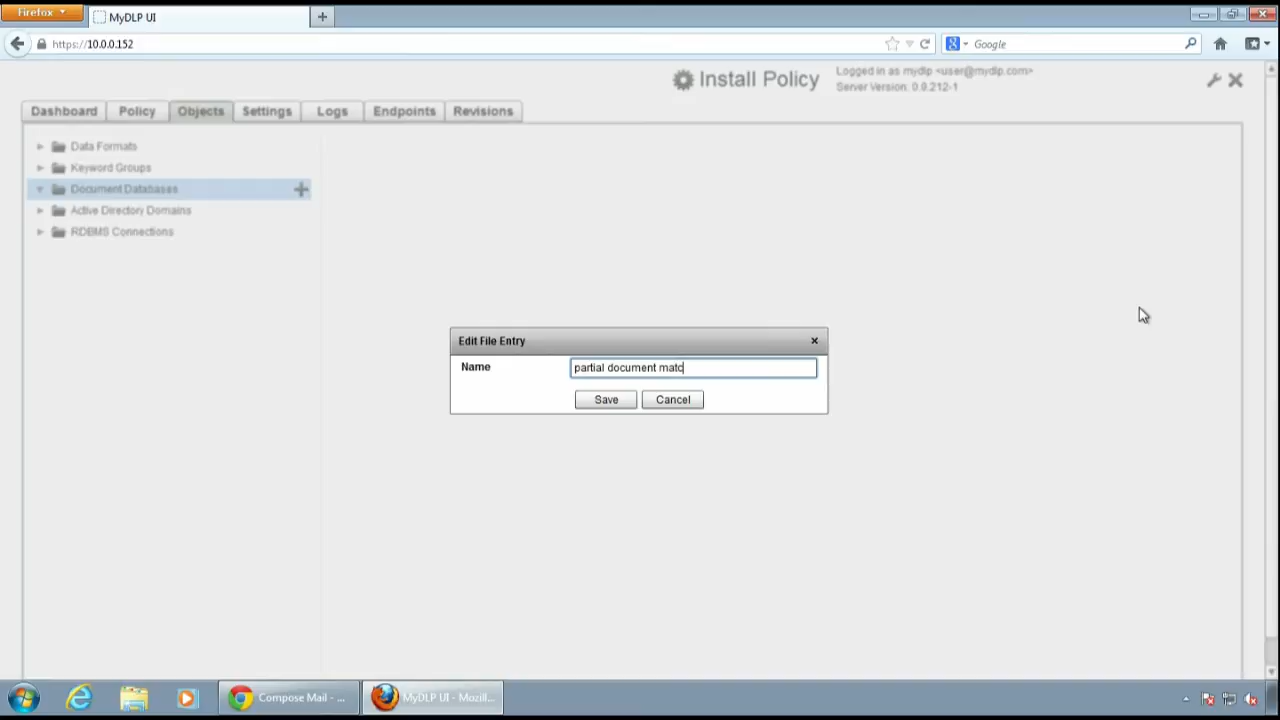 Firefox
MyDLP UI
https://10.0.0.152
Google
Install Policy
Logged in as mydlp <user@mydlp.com>
Server Version: 0.9.212-1
Dashboard
Policy
Objects
Settings
Logs
Endpoints
Revisions
Data Formats
Keyword Groups
Document Databases
Active Directory Domains
RDBMS Connections
Edit File Entry
Name
partial document matc
Save
Cancel
Compose Mail - ...
MyDLP UI - Mozill...